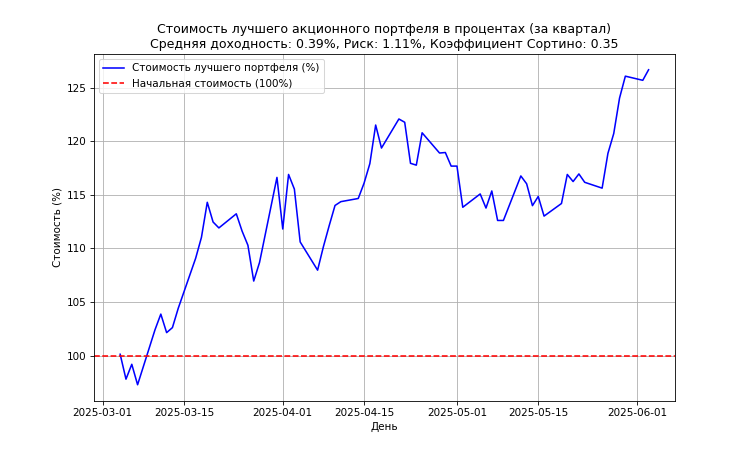 Стоимость лучшего акционного портфеля в процентах (за квартал)
Средняя доходность: 0.39%, Риск: 1.11%, Коэффициент Сортино: 0.35
Стоимость лучшего портфеля (%)
Начальная стоимость (100%)
Стоимость (%)
125
120
115
110
105
100
2025-03-01 2025-03-15 2025-04-01 2025-04-15 2025-05-01 2025-05-15 2025-06-01
День